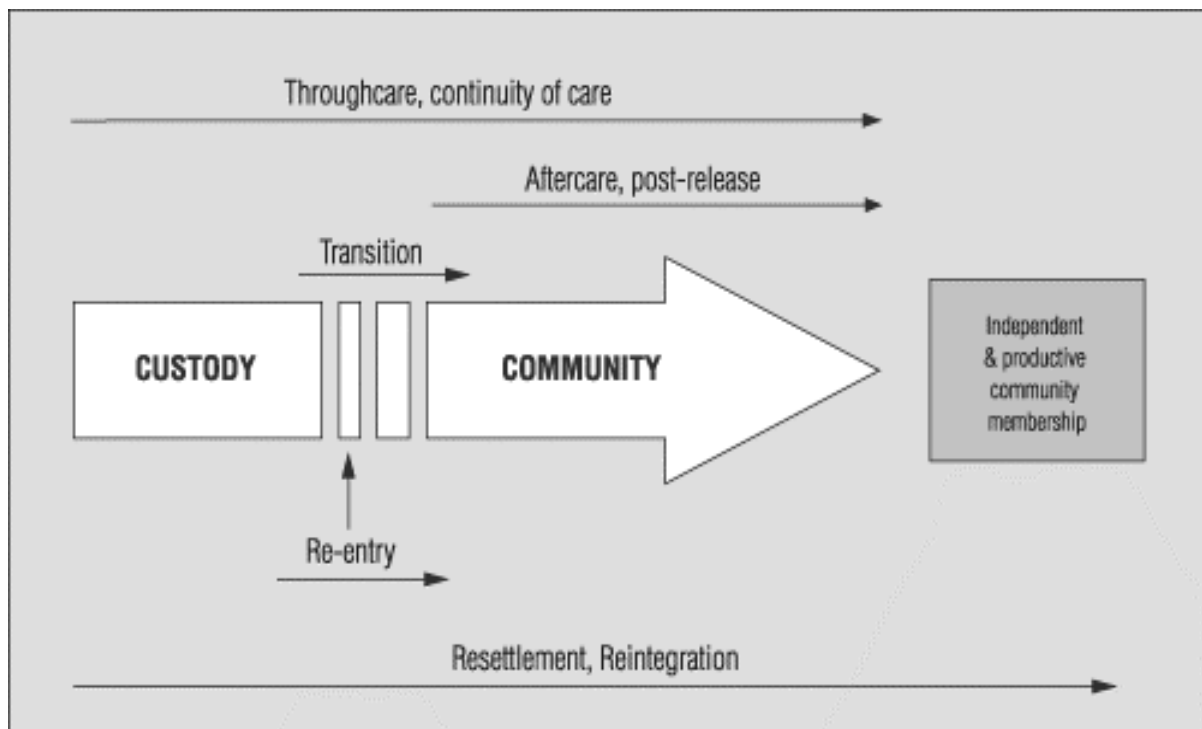 Throughcare, continuity of care
Aftercare, post-release
Transition
CUSTODY
COMMUNITY
Independent
& productive
community
membership
Re-entry
Resettlement, Reintegration